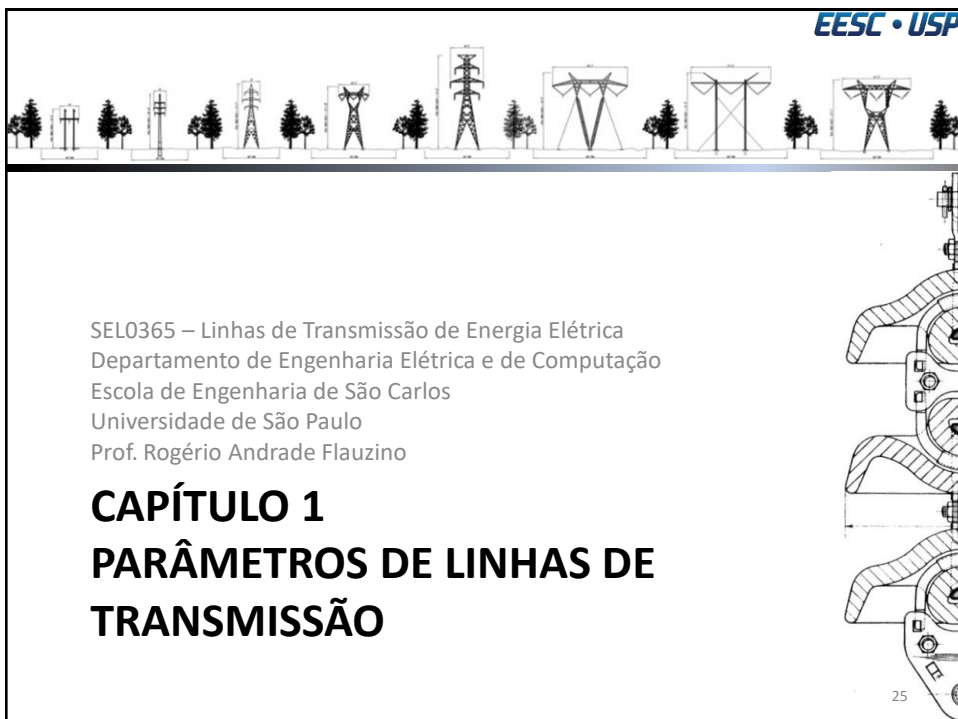 EESC • USP
SEL0365 – Linhas de Transmissão de Energia Elétrica
Departamento de Engenharia Elétrica e de Computação
Escola de Engenharia de São Carlos
Universidade de São Paulo
Prof. Rogério Andrade Flauzino
CAPÍTULO 1
PARÂMETROS DE LINHAS DE
TRANSMISSÃO
25